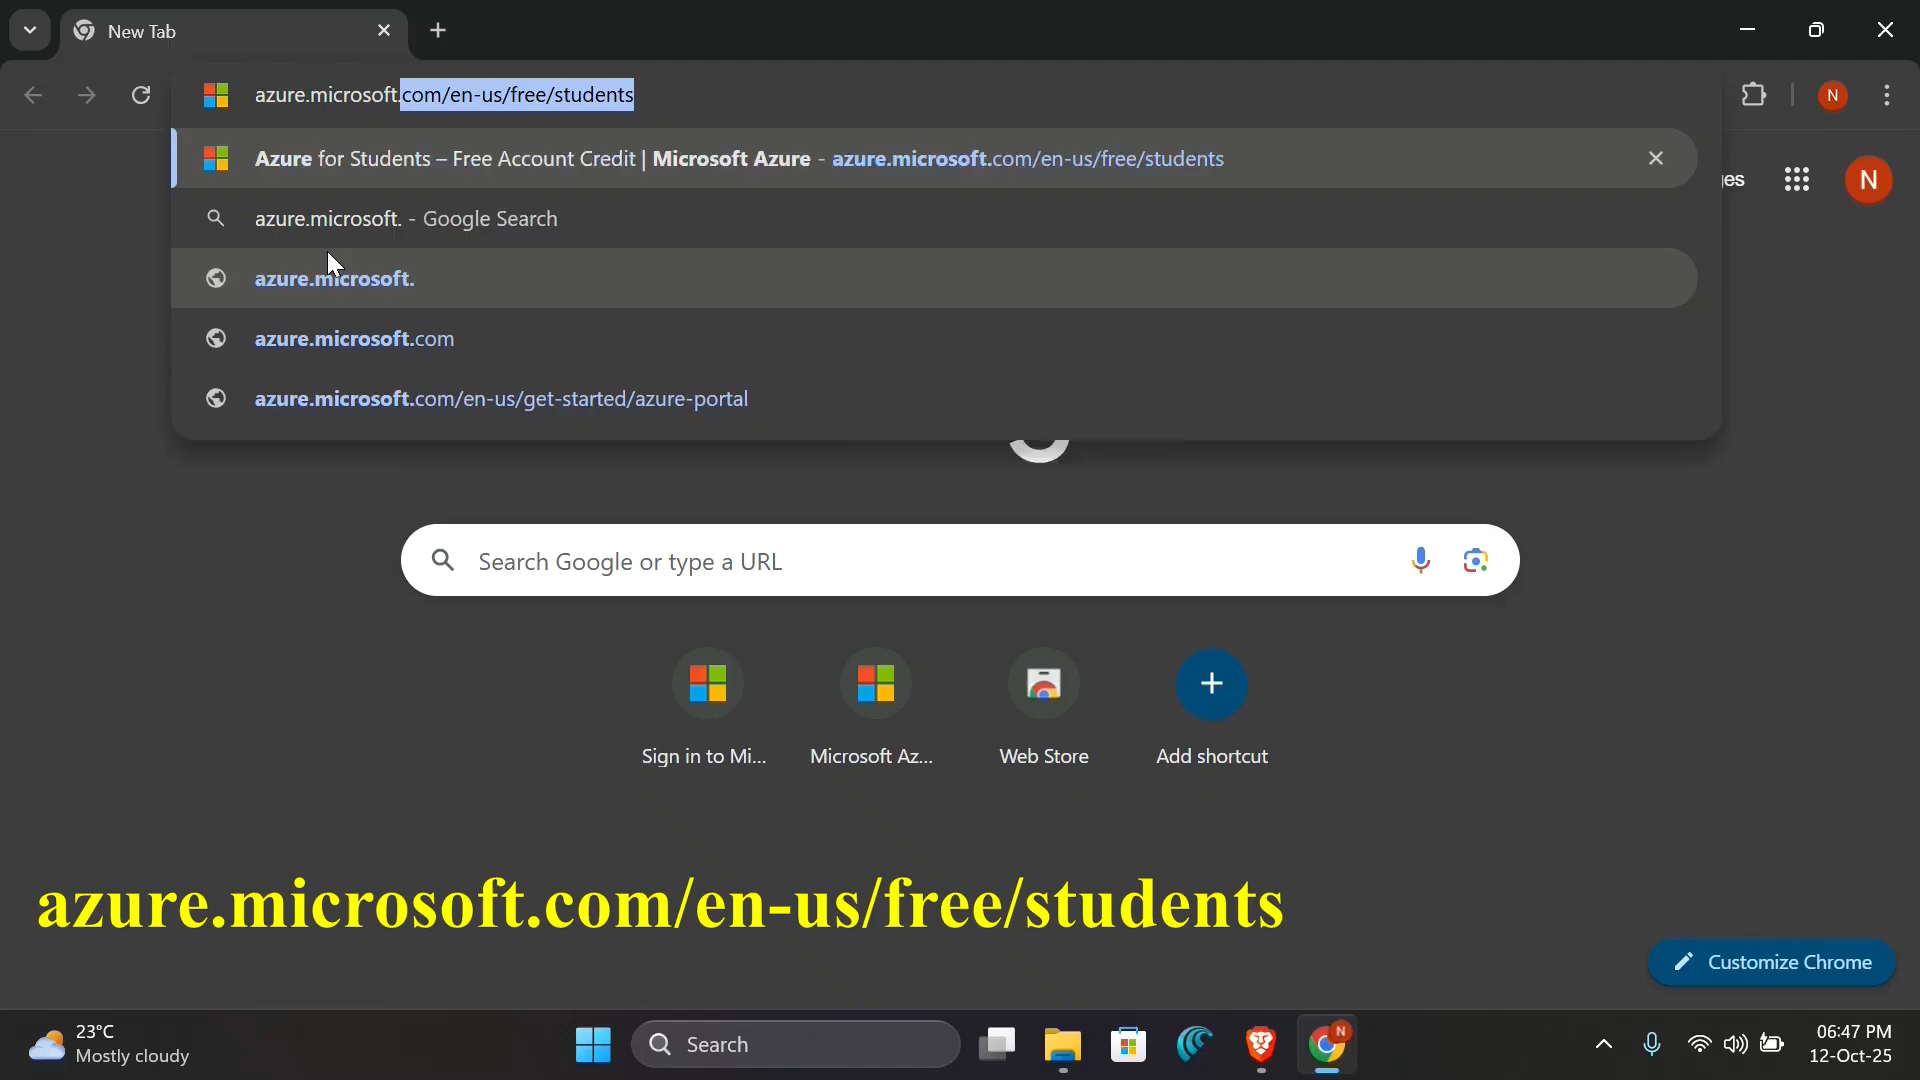 New Tab
azure.microsoft.com/en-us/free/students
Azure for Students – Free Account Credit | Microsoft Azure - azure.microsoft.com/en-us/free/students
es
N
N
azure.microsoft. - Google Search
azure.microsoft.
azure.microsoft.com
azure.microsoft.com/en-us/get-started/azure-portal
Search Google or type a URL
Sign in to Mi...
Microsoft Az...
Web Store
Add shortcut
azure.microsoft.com/en-us/free/students
Customize Chrome
23°C
Mostly cloudy
Search
N
06:47 PM
12-Oct-25